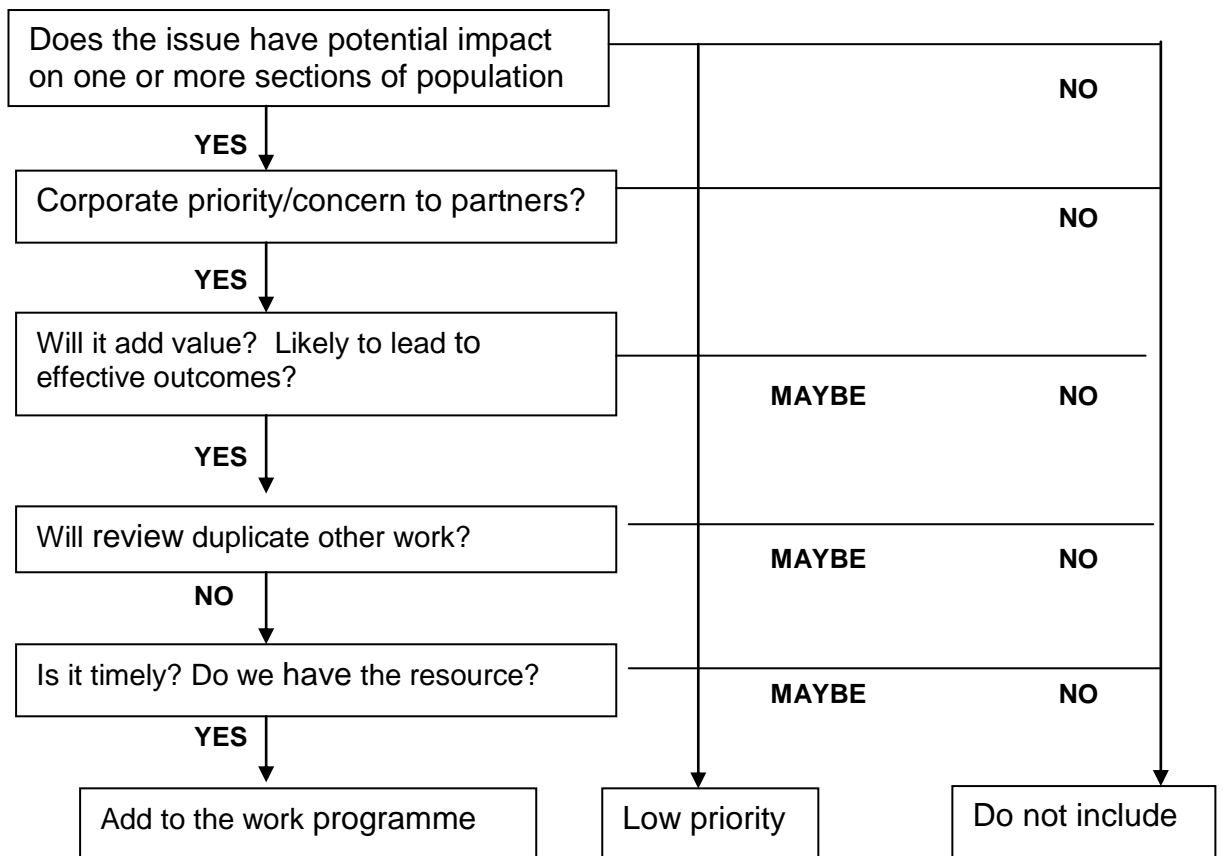 Does the issue have potential impact
on one or more sections of population
NO
YES
Corporate priority/concern to partners?
NO
YES
Will it add value?  Likely to lead to
effective outcomes?
MAYBE
NO
YES
Will review duplicate other work?
MAYBE
NO
NO
Is it timely? Do we have the resource?
MAYBE
NO
YES
Add to the work programme
Low priority
Do not include